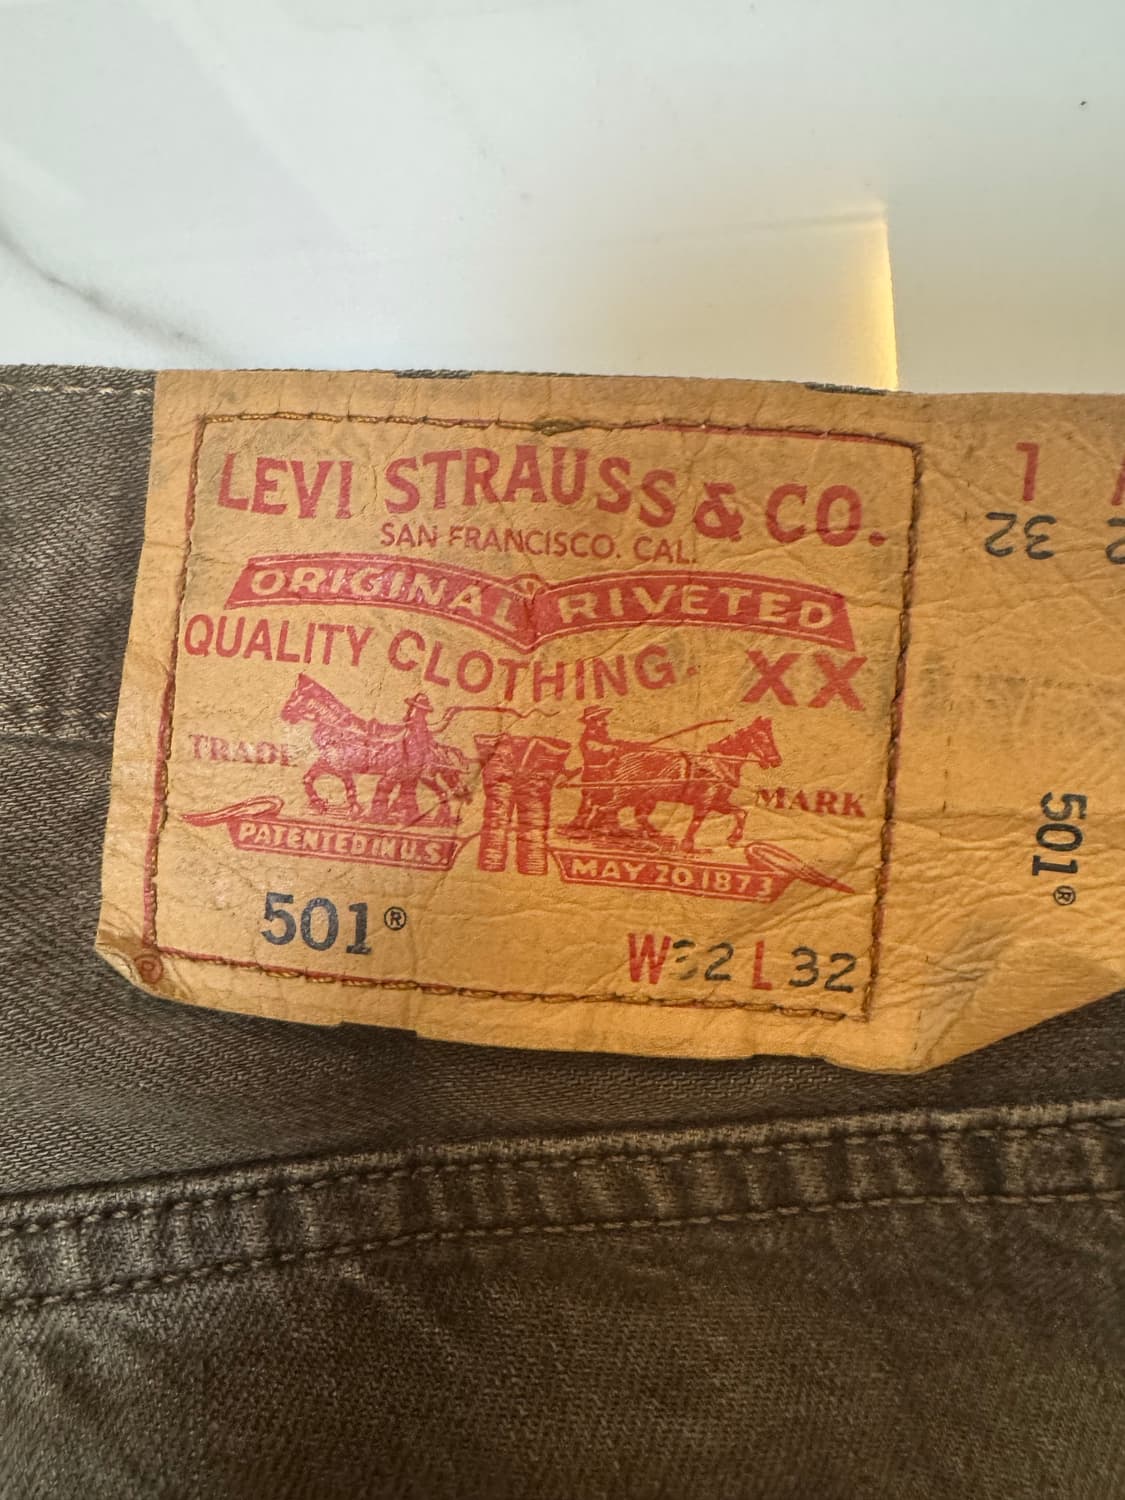 LEVI STRAUSS & CO.
SAN FRANCISCO. CAL.
ORIGINAL RIVETED
QUALITY CLOTHING. XX
TRADE MARK
PATENTED IN U.S. MAY 20 1873
501®
W32 L32
L
32
501®
®